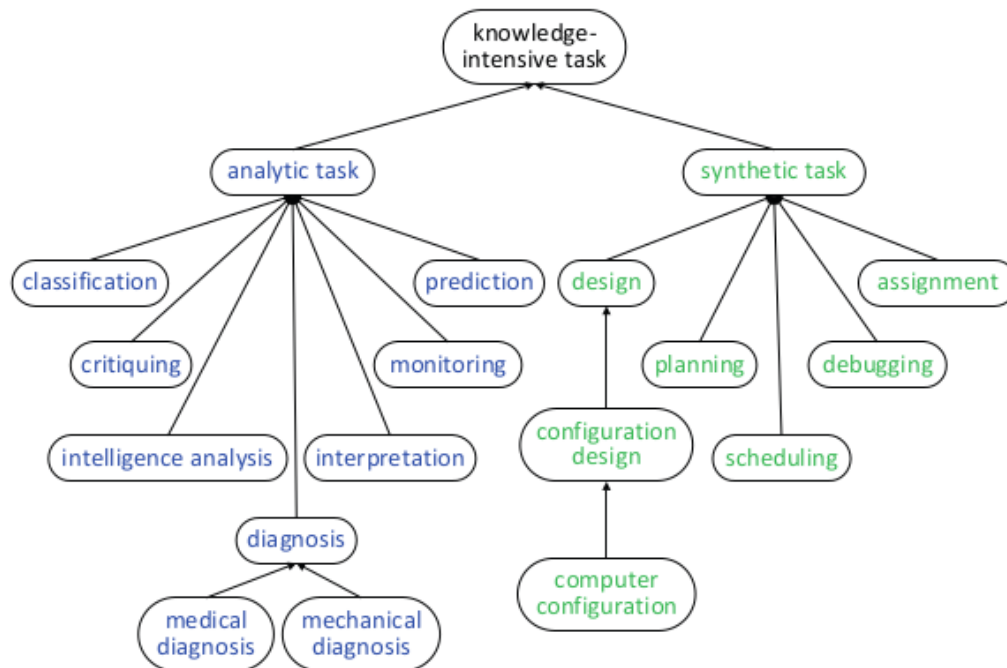 knowledge-
intensive task
analytic task
synthetic task
classification
prediction
design
assignment
critiquing
monitoring
planning
debugging
intelligence analysis
interpretation
configuration
design
scheduling
diagnosis
computer
configuration
medical
diagnosis
mechanical
diagnosis